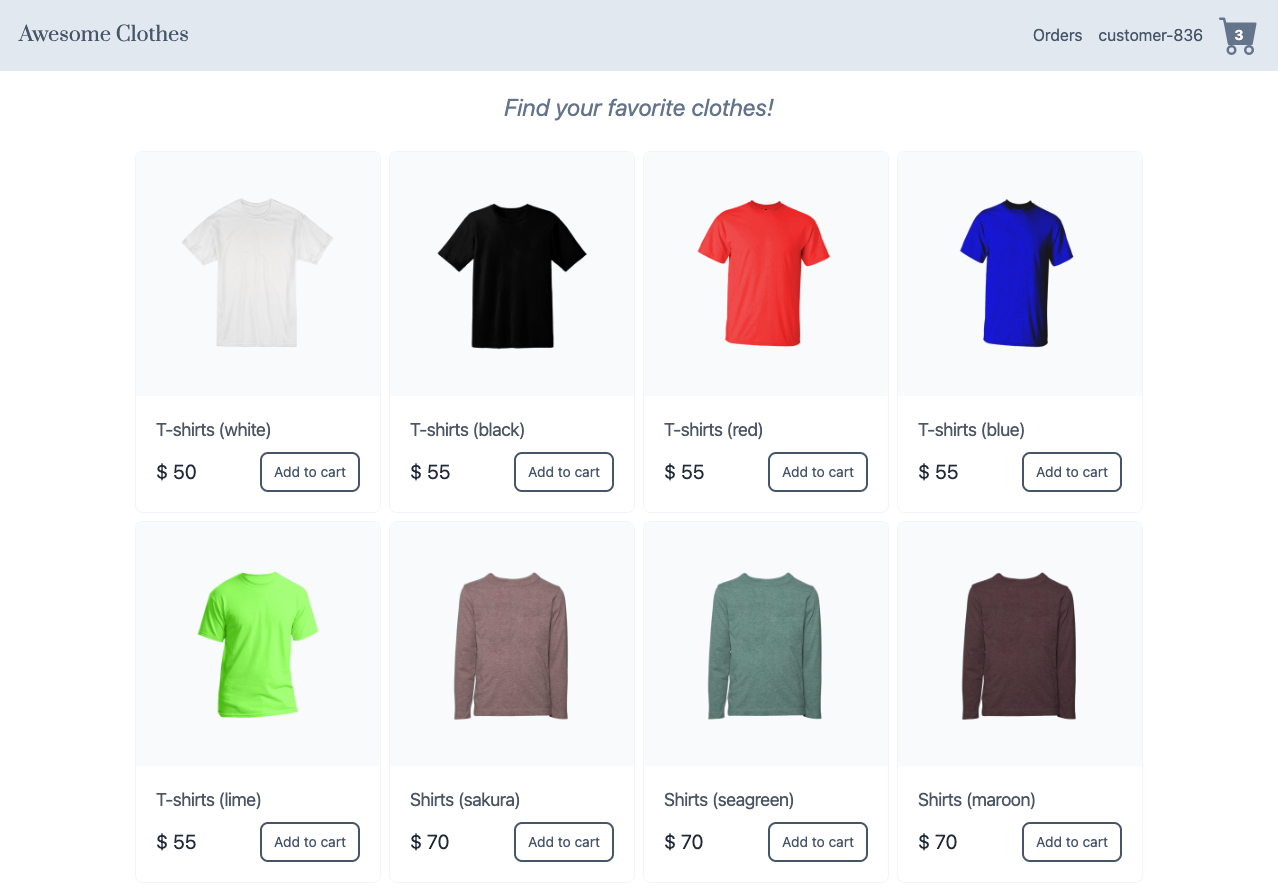 Awesome Clothes
Orders customer-836 3
Find your favorite clothes!
T-shirts (white)
$ 50 Add to cart
T-shirts (black)
$ 55 Add to cart
T-shirts (red)
$ 55 Add to cart
T-shirts (blue)
$ 55 Add to cart
T-shirts (lime)
$ 55 Add to cart
Shirts (sakura)
$ 70 Add to cart
Shirts (seagreen)
$ 70 Add to cart
Shirts (maroon)
$ 70 Add to cart